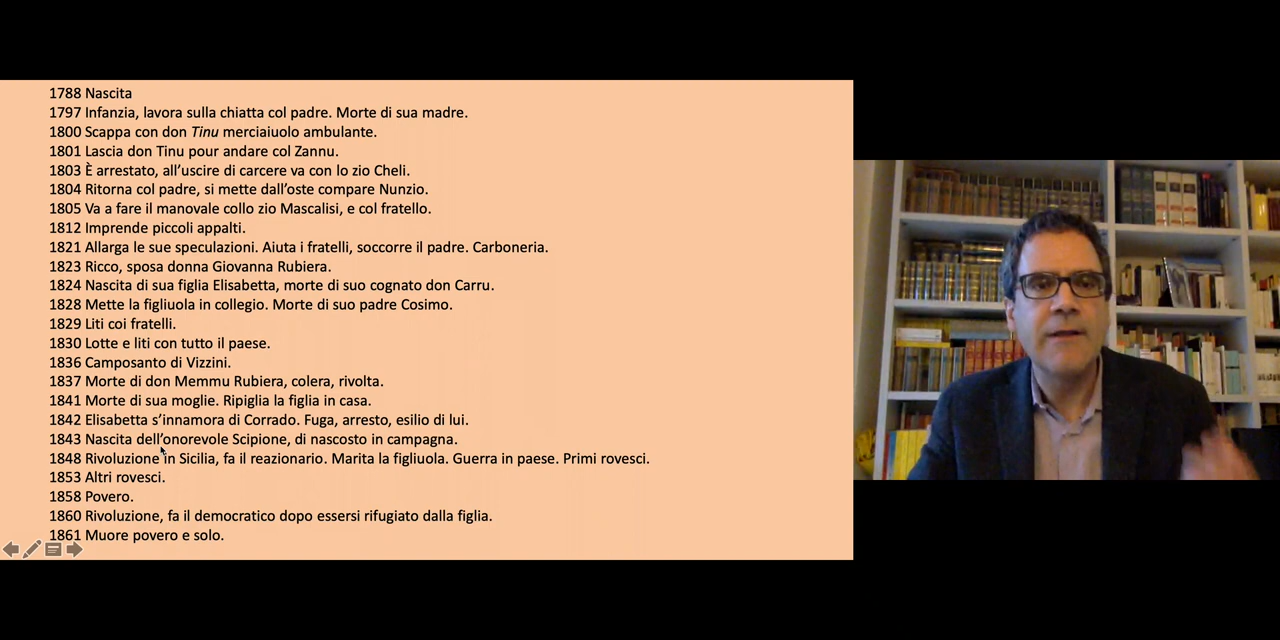 1788 Nascita
1797 Infanzia, lavora sulla chiatta col padre. Morte di sua madre.
1800 Scappa con don Tinu merciaiuolo ambulante.
1801 Lascia don Tinu pour andare col Zannu.
1803 È arrestato, all’uscire di carcere va con lo zio Cheli.
1804 Ritorna col padre, si mette dall’oste compare Nunzio.
1805 Va a fare il manovale collo zio Mascalisi, e col fratello.
1812 Imprende piccoli appalti.
1821 Allarga le sue speculazioni. Aiuta i fratelli, soccorre il padre. Carboneria.
1823 Ricco, sposa donna Giovanna Rubiera.
1824 Nascita di sua figlia Elisabetta, morte di suo cognato don Carru.
1828 Mette la figliuola in collegio. Morte di suo padre Cosimo.
1829 Liti coi fratelli.
1830 Lotte e liti con tutto il paese.
1836 Camposanto di Vizzini.
1837 Morte di don Memmu Rubiera, colera, rivolta.
1841 Morte di sua moglie. Ripiglia la figlia in casa.
1842 Elisabetta s’innamora di Corrado. Fuga, arresto, esilio di lui.
1843 Nascita dell’onorevole Scipione, di nascosto in campagna.
1848 Rivoluzione in Sicilia, fa il reazionario. Marita la figliuola. Guerra in paese. Primi rovesci.
1853 Altri rovesci.
1858 Povero.
1860 Rivoluzione, fa il democratico dopo essersi rifugiato dalla figlia.
1861 Muore povero e solo.